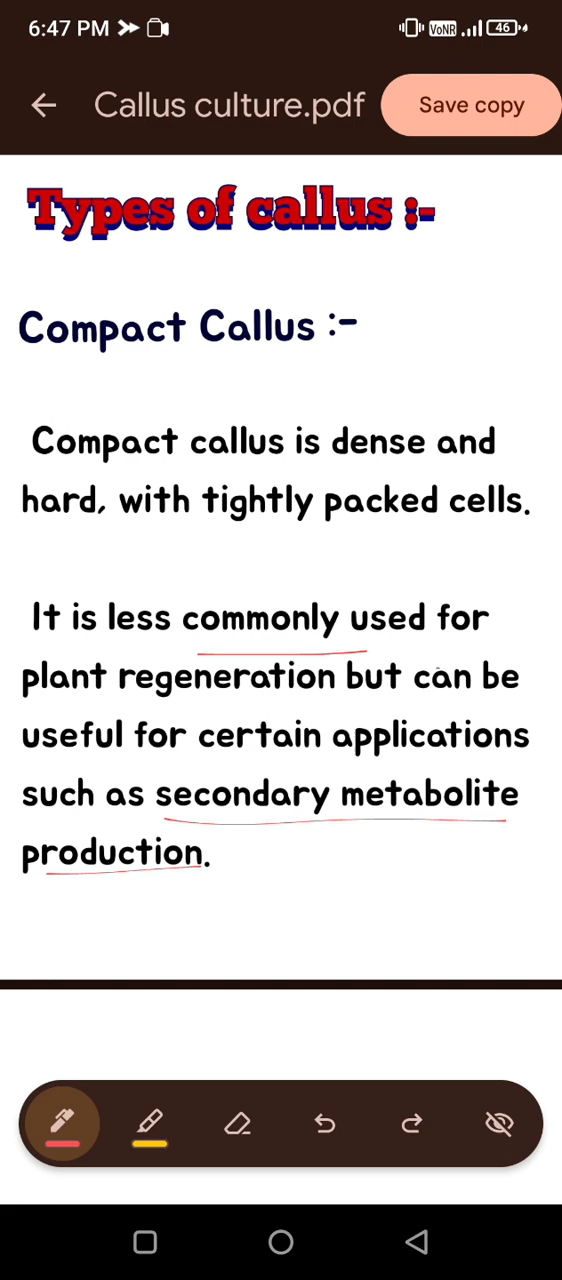 6:47 PM VoNR 46
Callus culture.pdf Save copy
Types of callus :-
Compact Callus :-
Compact callus is dense and
hard, with tightly packed cells.
It is less commonly used for
plant regeneration but can be
useful for certain applications
such as secondary metabolite
production.